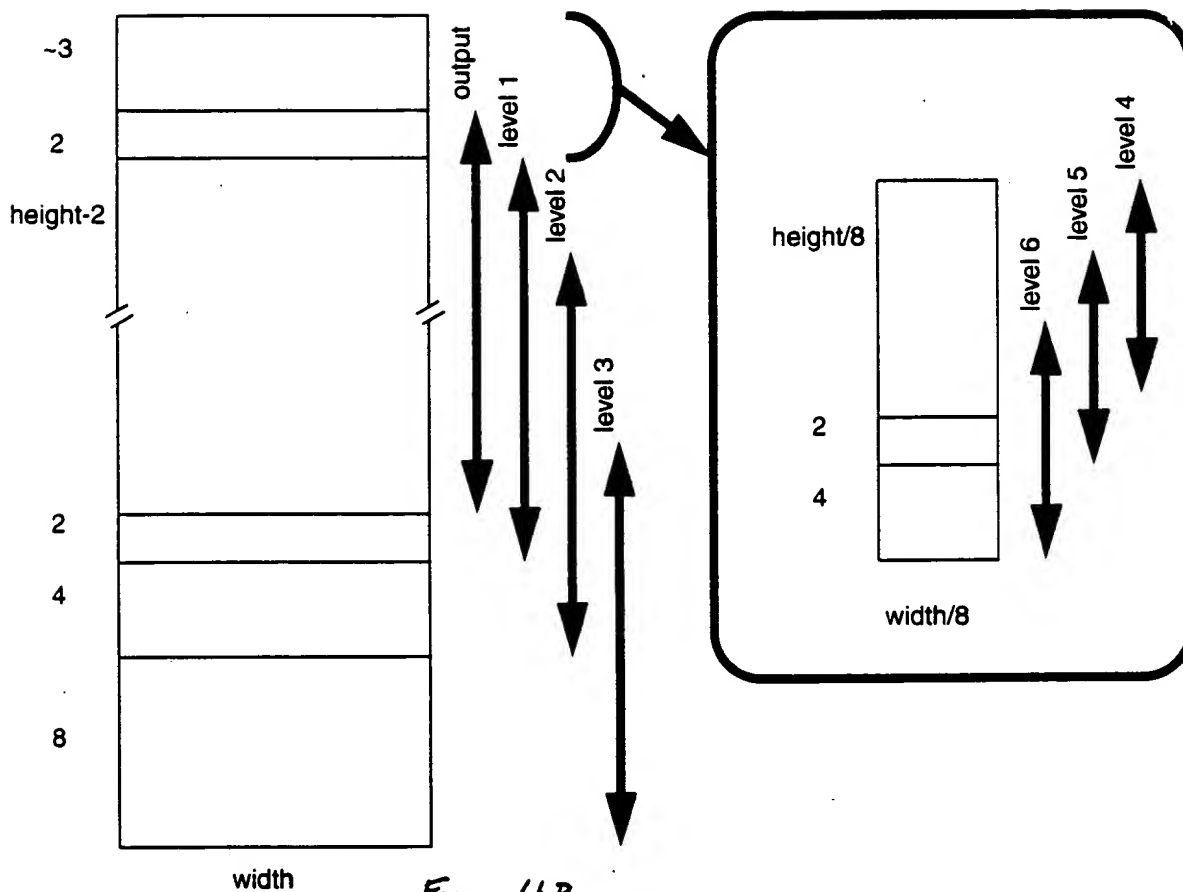 ~3
2
height-2
2
4
8
width
output
level 1
level 2
level 3
height/8
2
4
width/8
level 6
level 5
level 4